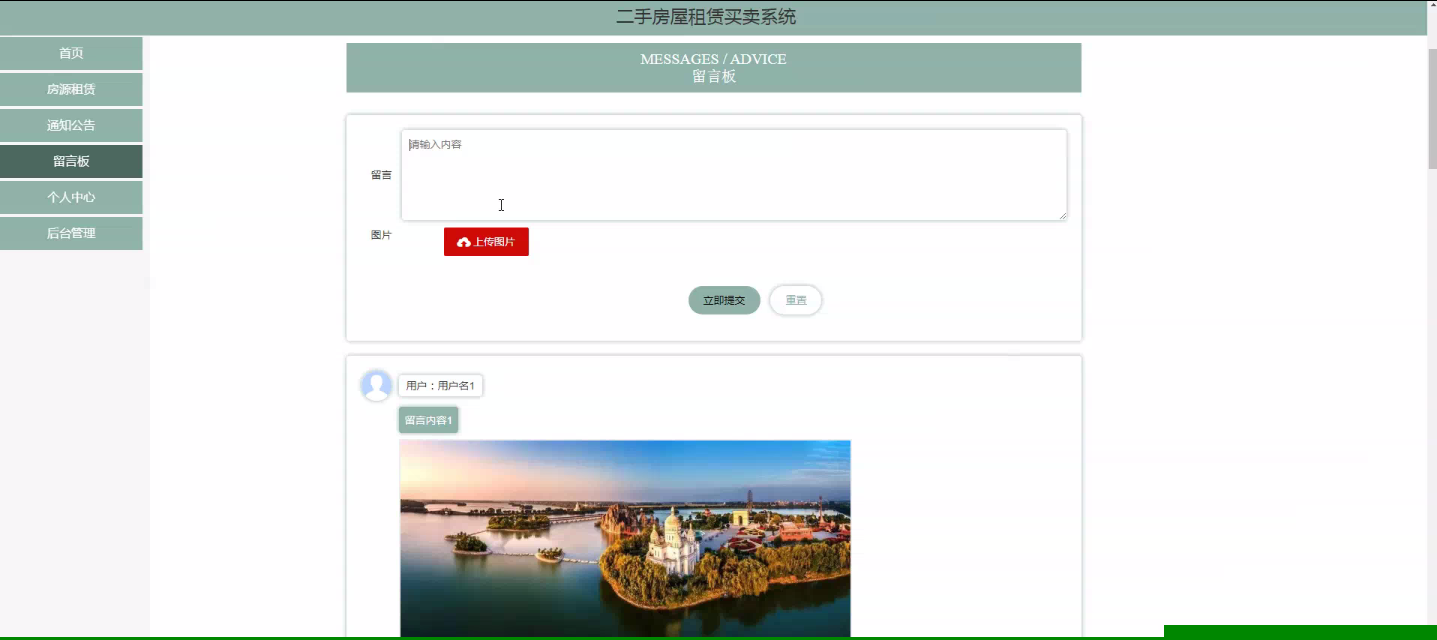 二手房屋租赁买卖系统
首页
房源租赁
通知公告
留言板
个人中心
后台管理
MESSAGES / ADVICE
留言板
留言
请输入内容
图片
上传图片
立即提交
重置
用户：用户名1
留言内容1